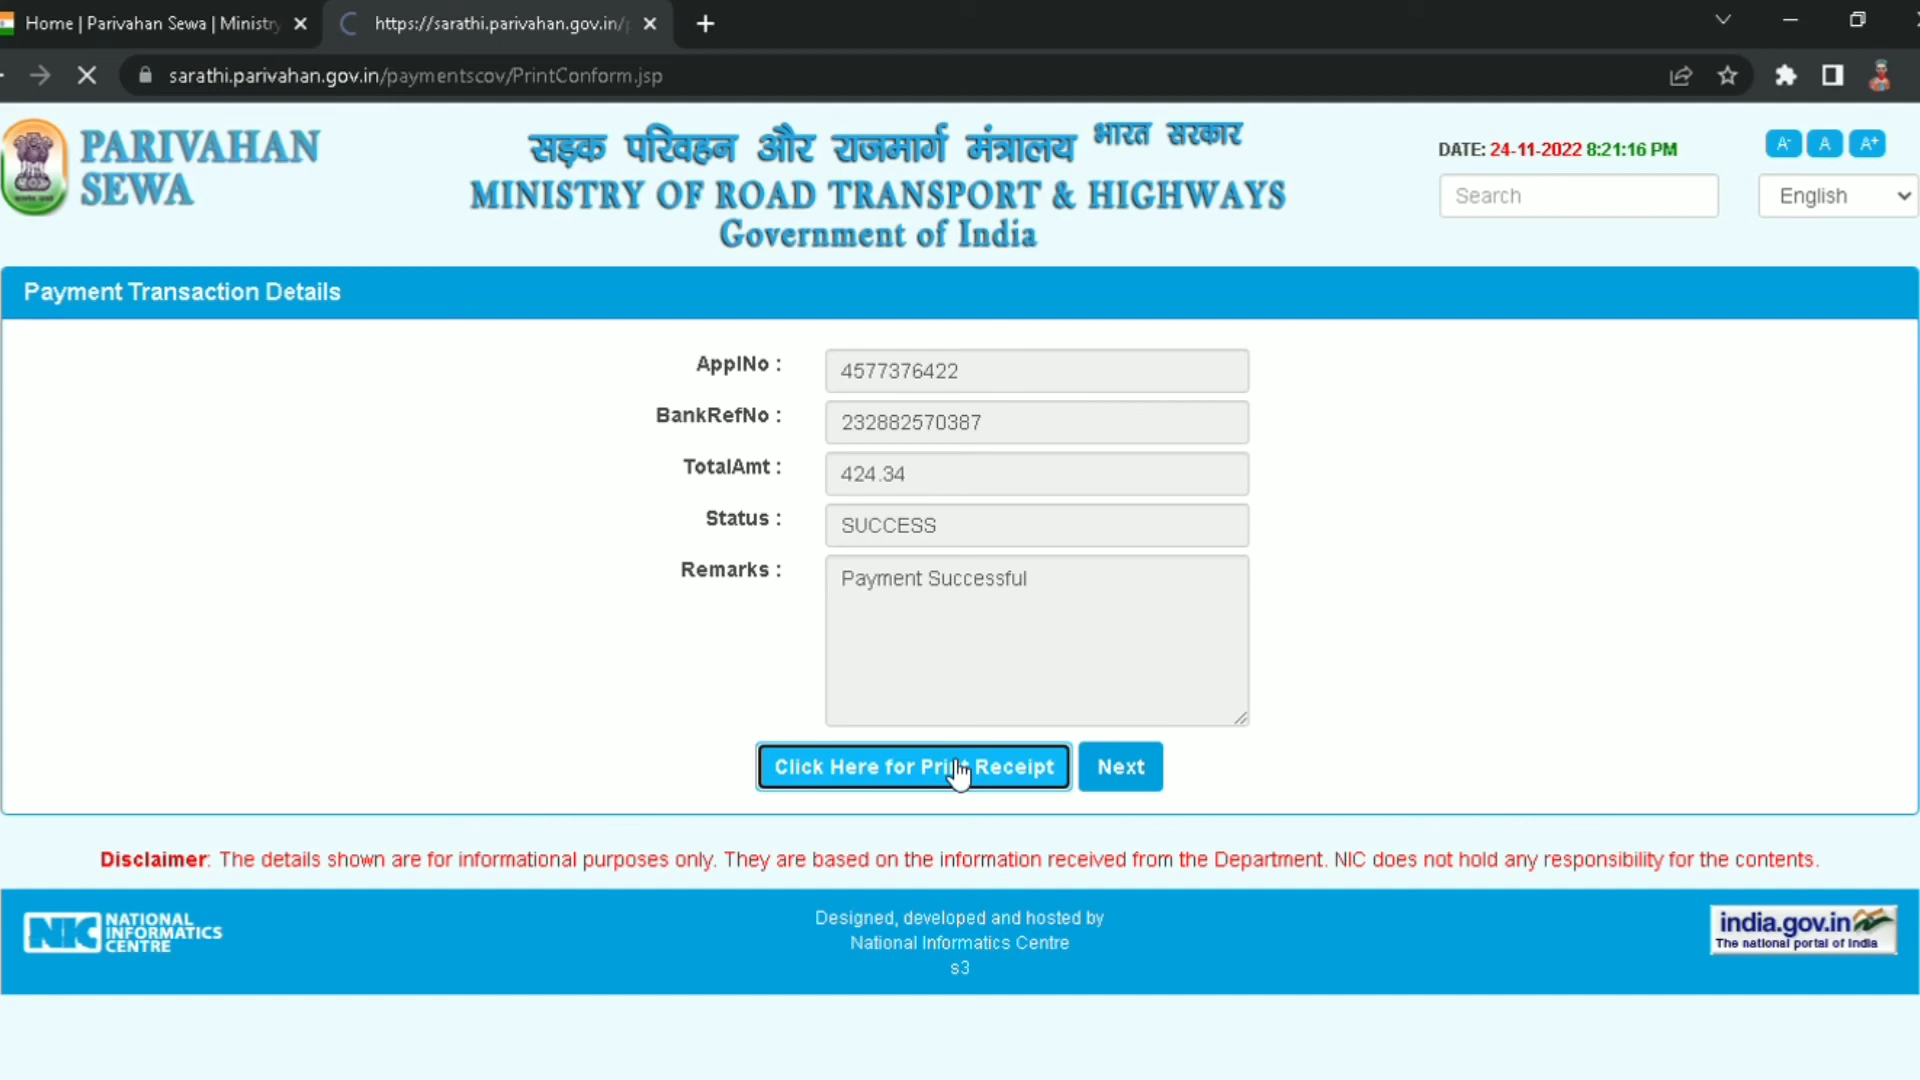 Home | Parivahan Sewa | Ministry
https://sarathi.parivahan.gov.in/
sarathi.parivahan.gov.in/paymentscov/PrintConform.jsp
PARIVAHAN
SEWA
सड़क परिवहन और राजमार्ग मंत्रालय भारत सरकार
MINISTRY OF ROAD TRANSPORT & HIGHWAYS
Government of India
DATE: 24-11-2022 8:21:16 PM
A- A A+
Search
English
Payment Transaction Details
ApplNo : 4577376422
BankRefNo : 232882570387
TotalAmt : 424.34
Status : SUCCESS
Remarks : Payment Successful
Click Here for Print Receipt
Next
Disclaimer: The details shown are for informational purposes only. They are based on the information received from the Department. NIC does not hold any responsibility for the contents.
NIC NATIONAL
INFORMATICS
CENTRE
Designed, developed and hosted by
National Informatics Centre
s3
india.gov.in
The national portal of India